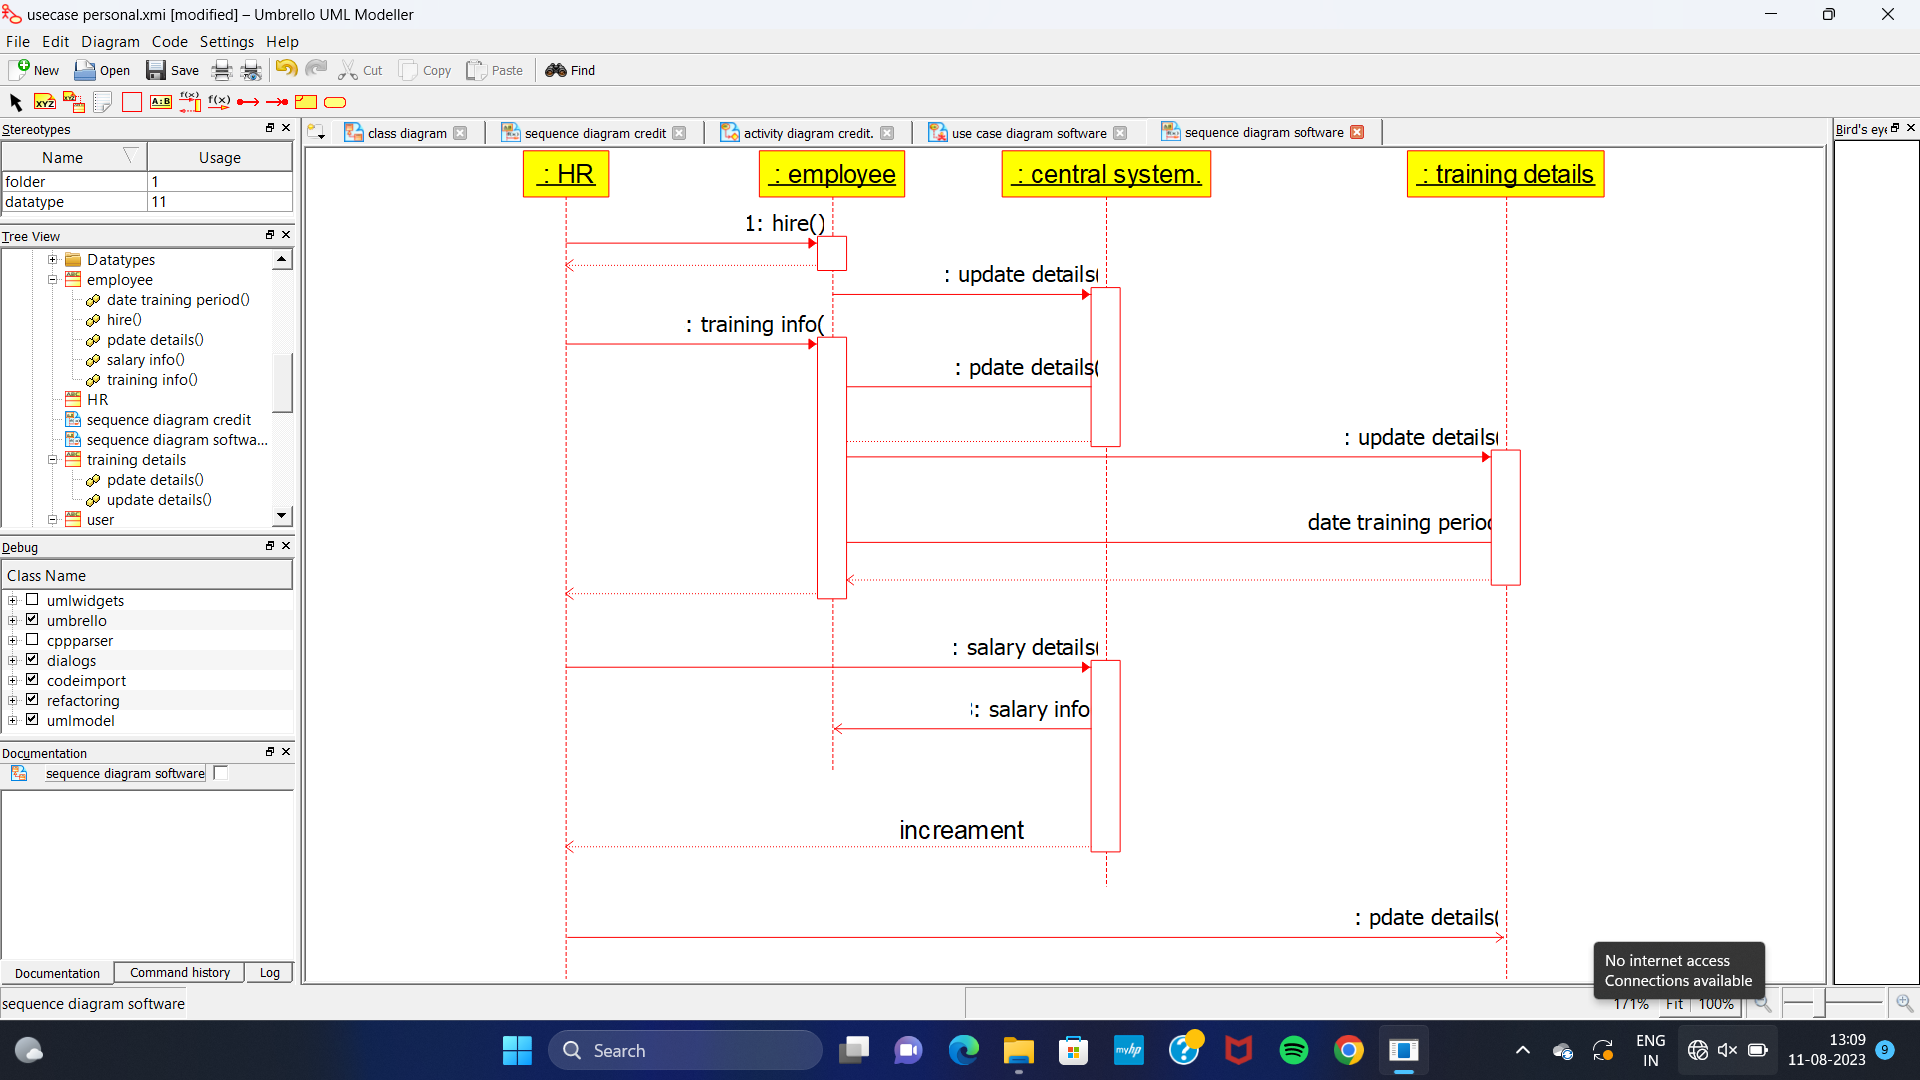 usecase personal.xmi [modified] – Umbrello UML Modeller
File Edit Diagram Code Settings Help
New Open Save Cut Copy Paste Find
XYZ XYZ A:B f(x) f(x)
Stereotypes
Name Usage
folder 1
datatype 11
Tree View
Datatypes
employee
date training period()
hire()
pdate details()
salary info()
training info()
HR
sequence diagram credit
sequence diagram softwa...
training details
pdate details()
update details()
user
Debug
Class Name
umlwidgets
umbrello
cppparser
dialogs
codeimport
refactoring
umlmodel
Documentation
sequence diagram software
Documentation Command history Log
sequence diagram software
class diagram sequence diagram credit activity diagram credit. use case diagram software sequence diagram software
Bird's eye
: HR : employee : central system. : training details
1: hire()
: update details(
: training info(
: pdate details(
: update details(
date training period
: salary details(
: salary info
increament
: pdate details(
No internet access
Connections available
171% Fit 100%
Search
myhp
ENG
IN
13:09
11-08-2023
9